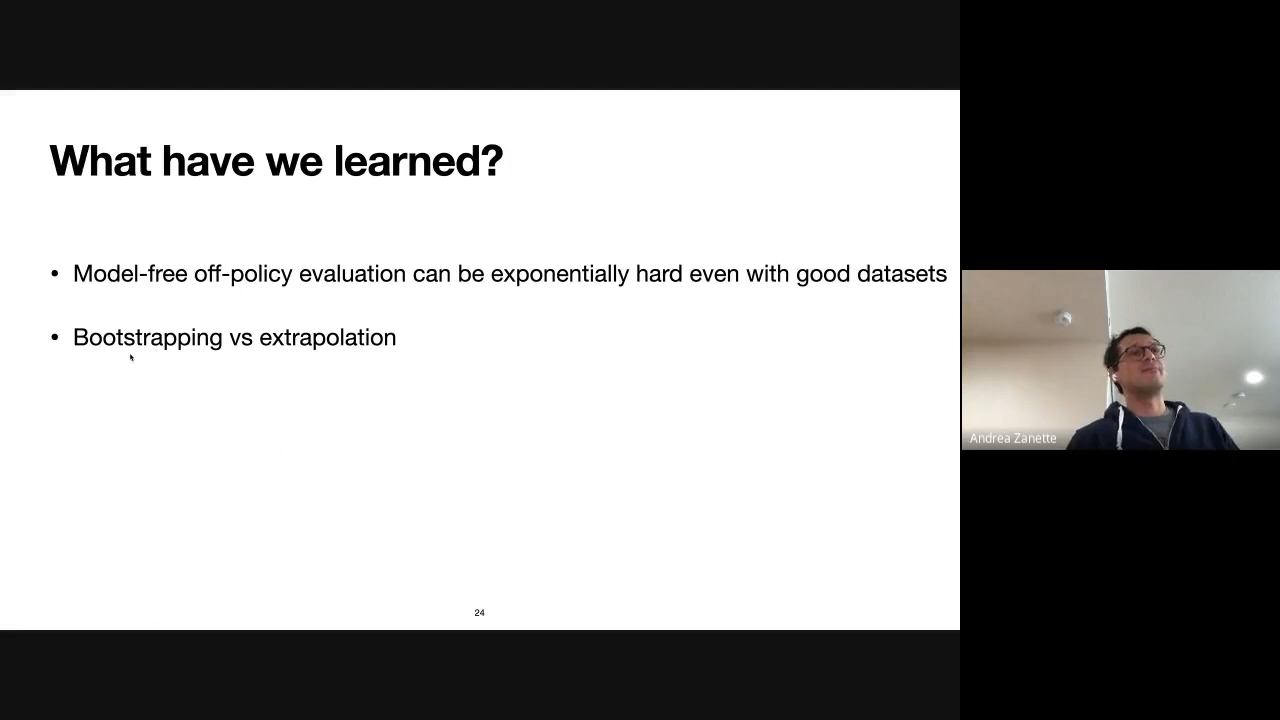 What have we learned?
• Model-free off-policy evaluation can be exponentially hard even with good datasets
• Bootstrapping vs extrapolation
24
Andrea Zanette